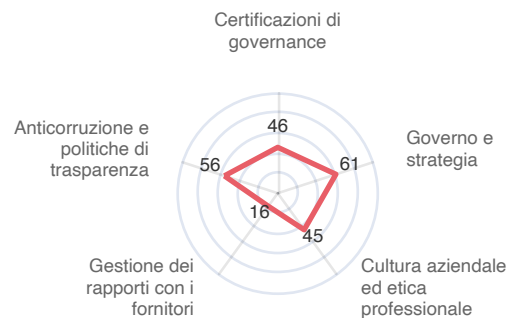 Certificazioni di
governance
46
Governo e
strategia
61
Cultura aziendale
ed etica
professionale
45
Gestione dei
rapporti con i
fornitori
16
Anticorruzione e
politiche di
trasparenza
56